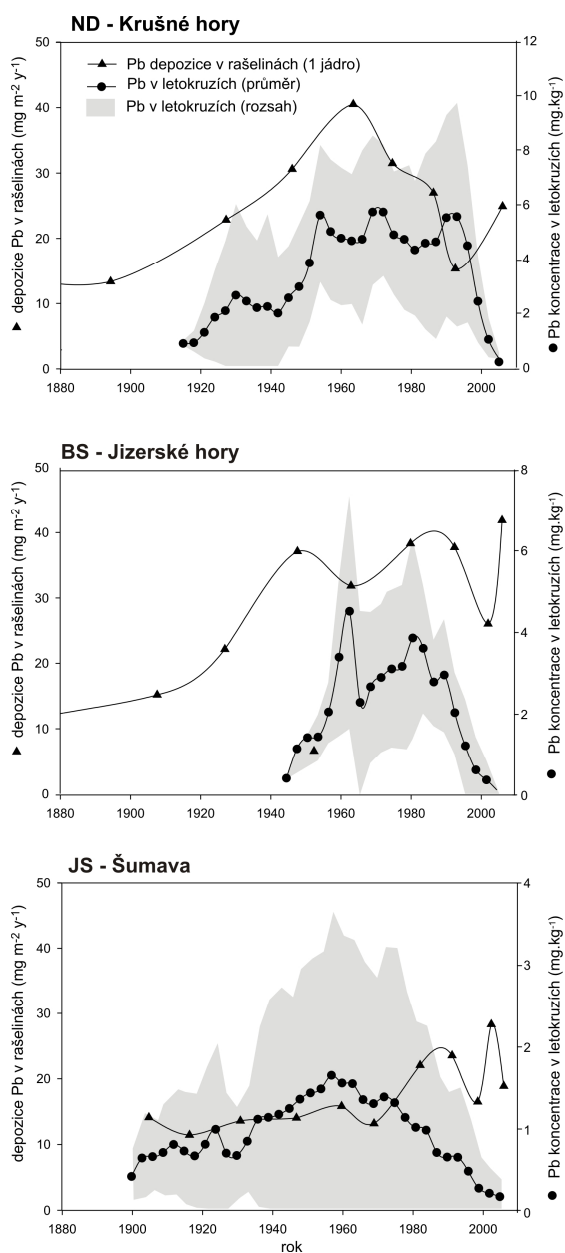 ND - Krušné hory
Pb depozice v rašelinách (1 jádro)
Pb v letokruzích (průměr)
Pb v letokruzích (rozsah)
▲ depozice Pb v rašelinách (mg m-2 y-1)
● Pb koncentrace v letokruzích (mg.kg-1)
50
40
30
20
10
0
12
10
8
6
4
2
0
1880 1900 1920 1940 1960 1980 2000
BS - Jizerské hory
▲ depozice Pb v rašelinách (mg m-2 y-1)
● Pb koncentrace v letokruzích (mg.kg-1)
50
40
30
20
10
0
8
6
4
2
0
1880 1900 1920 1940 1960 1980 2000
JS - Šumava
depozice Pb v rašelinách (mg m-2 y-1)
● Pb koncentrace v letokruzích (mg.kg-1)
50
40
30
20
10
0
4
3
2
1
0
1880 1900 1920 1940 1960 1980 2000
rok